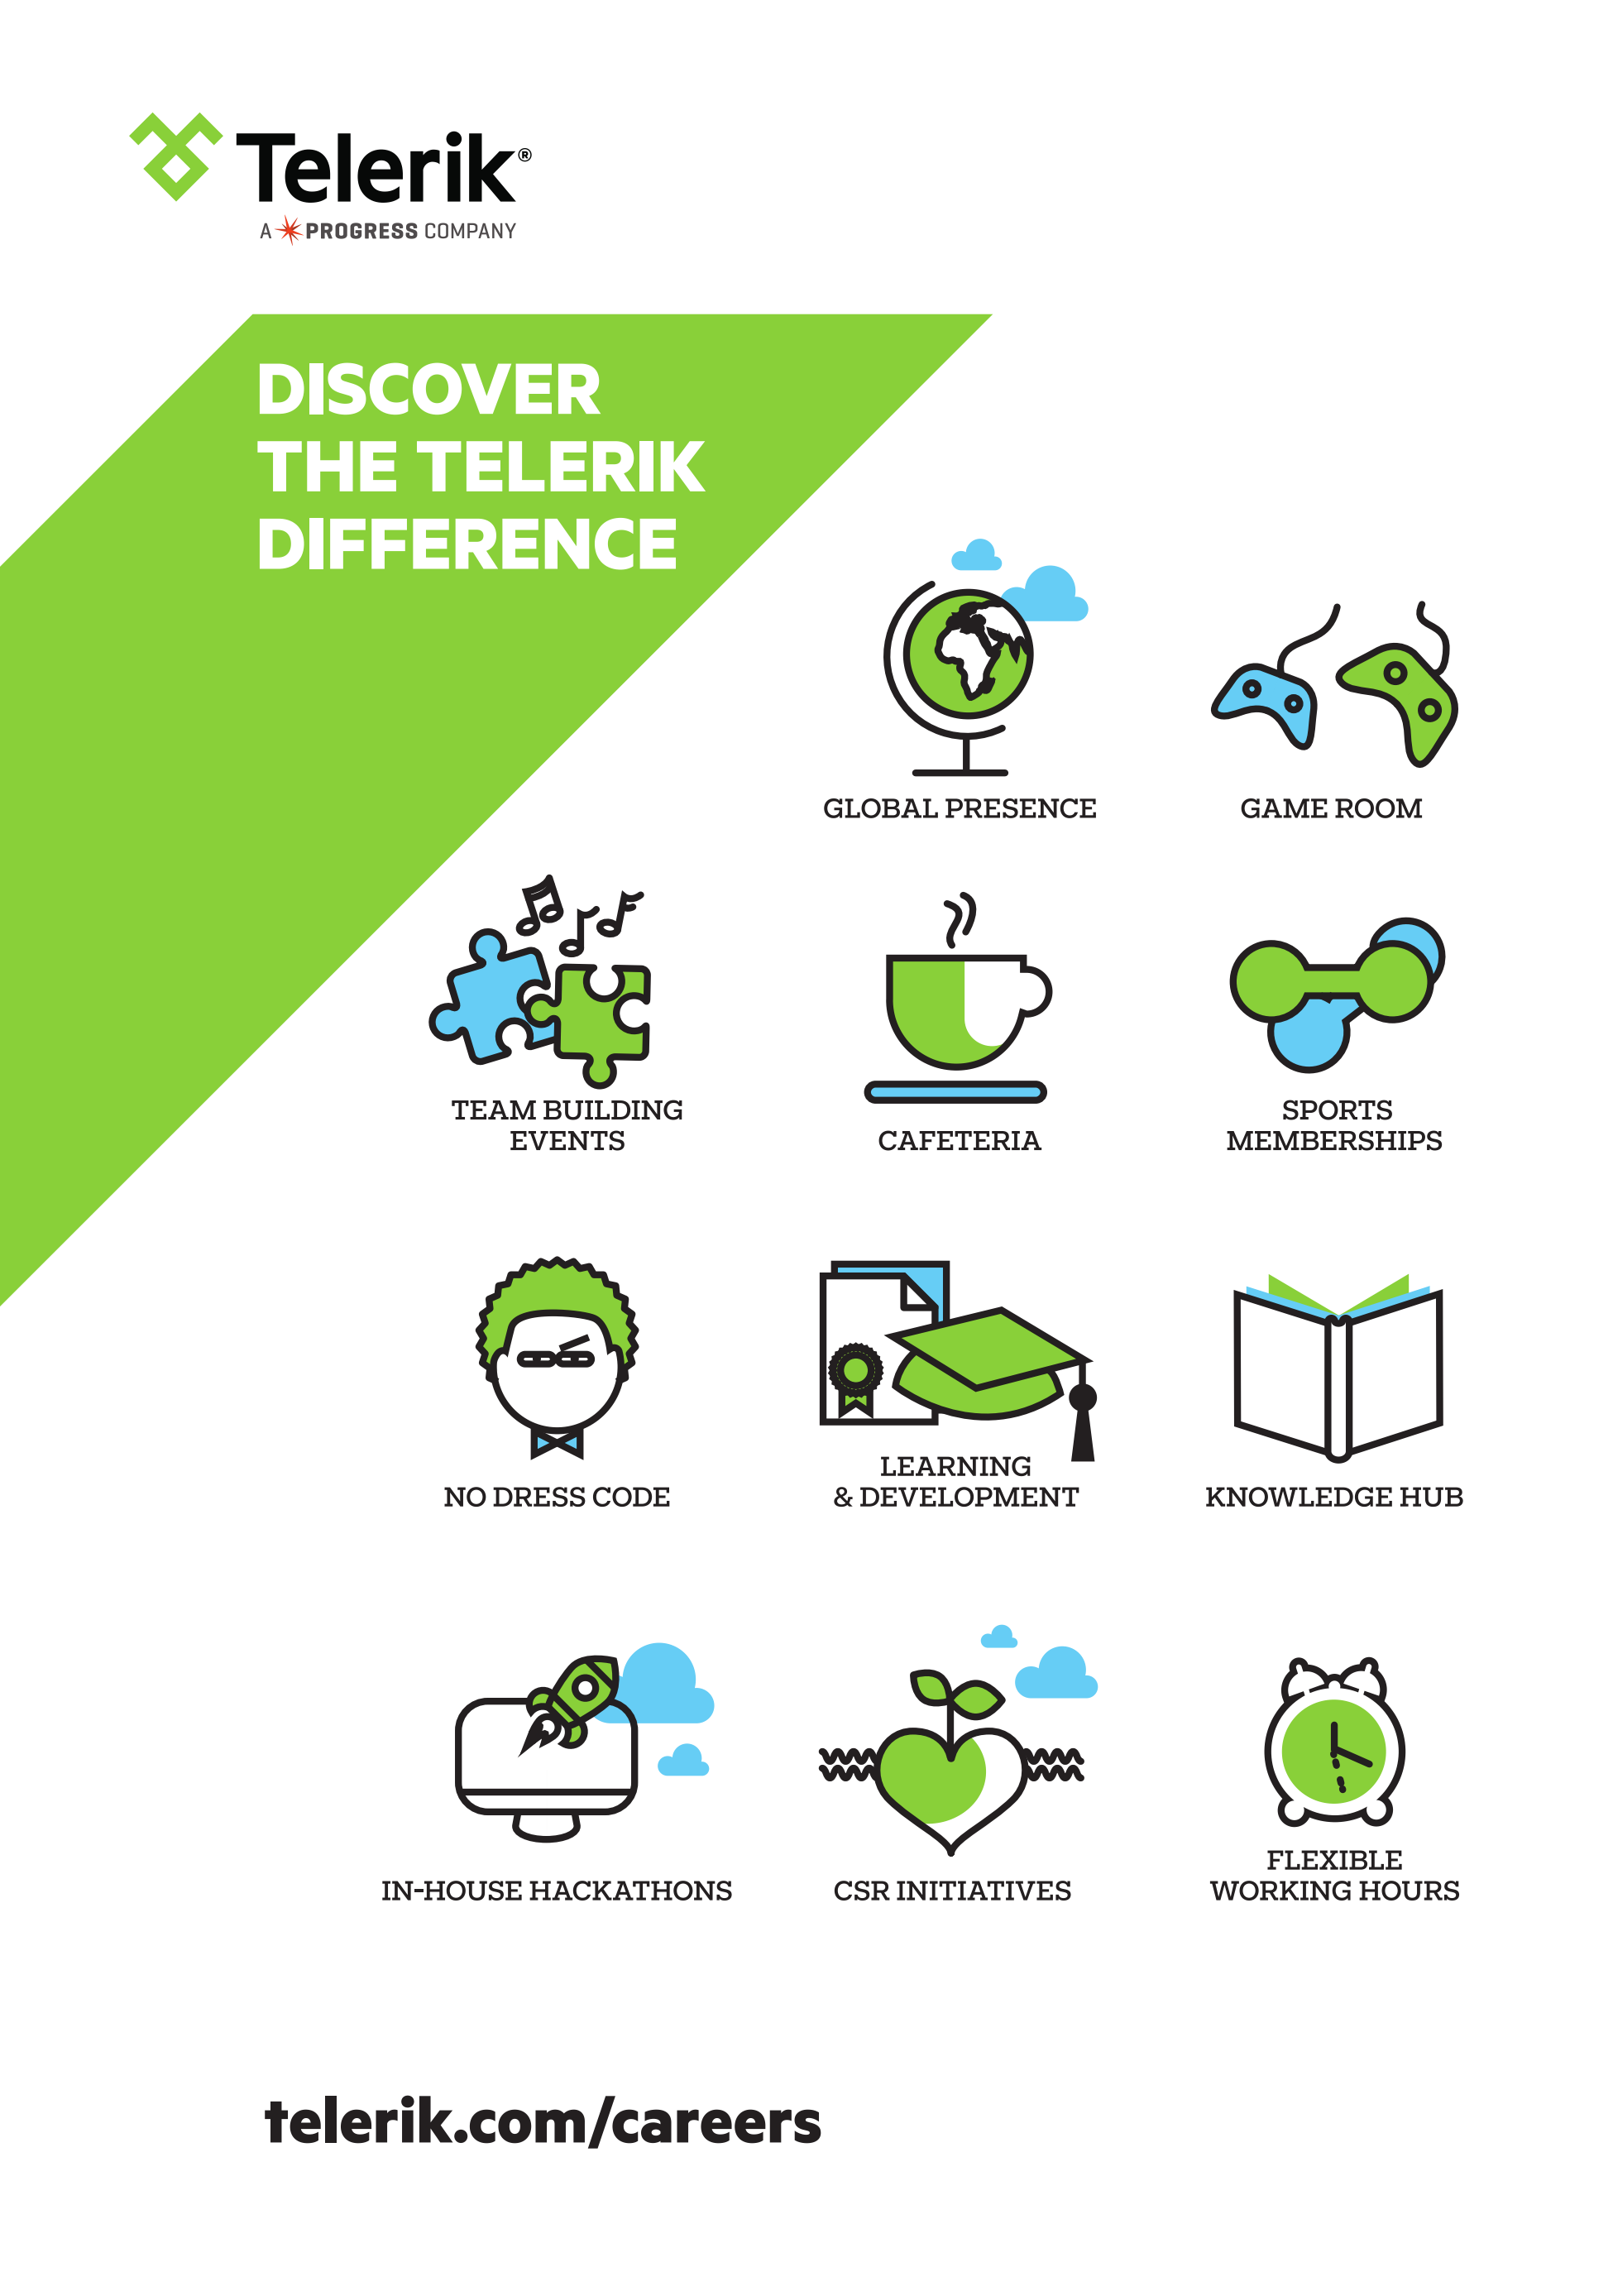 Telerik®
A PROGRESS COMPANY
DISCOVER
THE TELERIK
DIFFERENCE
GLOBAL PRESENCE
GAME ROOM
TEAM BUILDING
EVENTS
CAFETERIA
SPORTS
MEMBERSHIPS
NO DRESS CODE
LEARNING
& DEVELOPMENT
KNOWLEDGE HUB
IN-HOUSE HACKATHONS
CSR INITIATIVES
FLEXIBLE
WORKING HOURS
telerik.com/careers